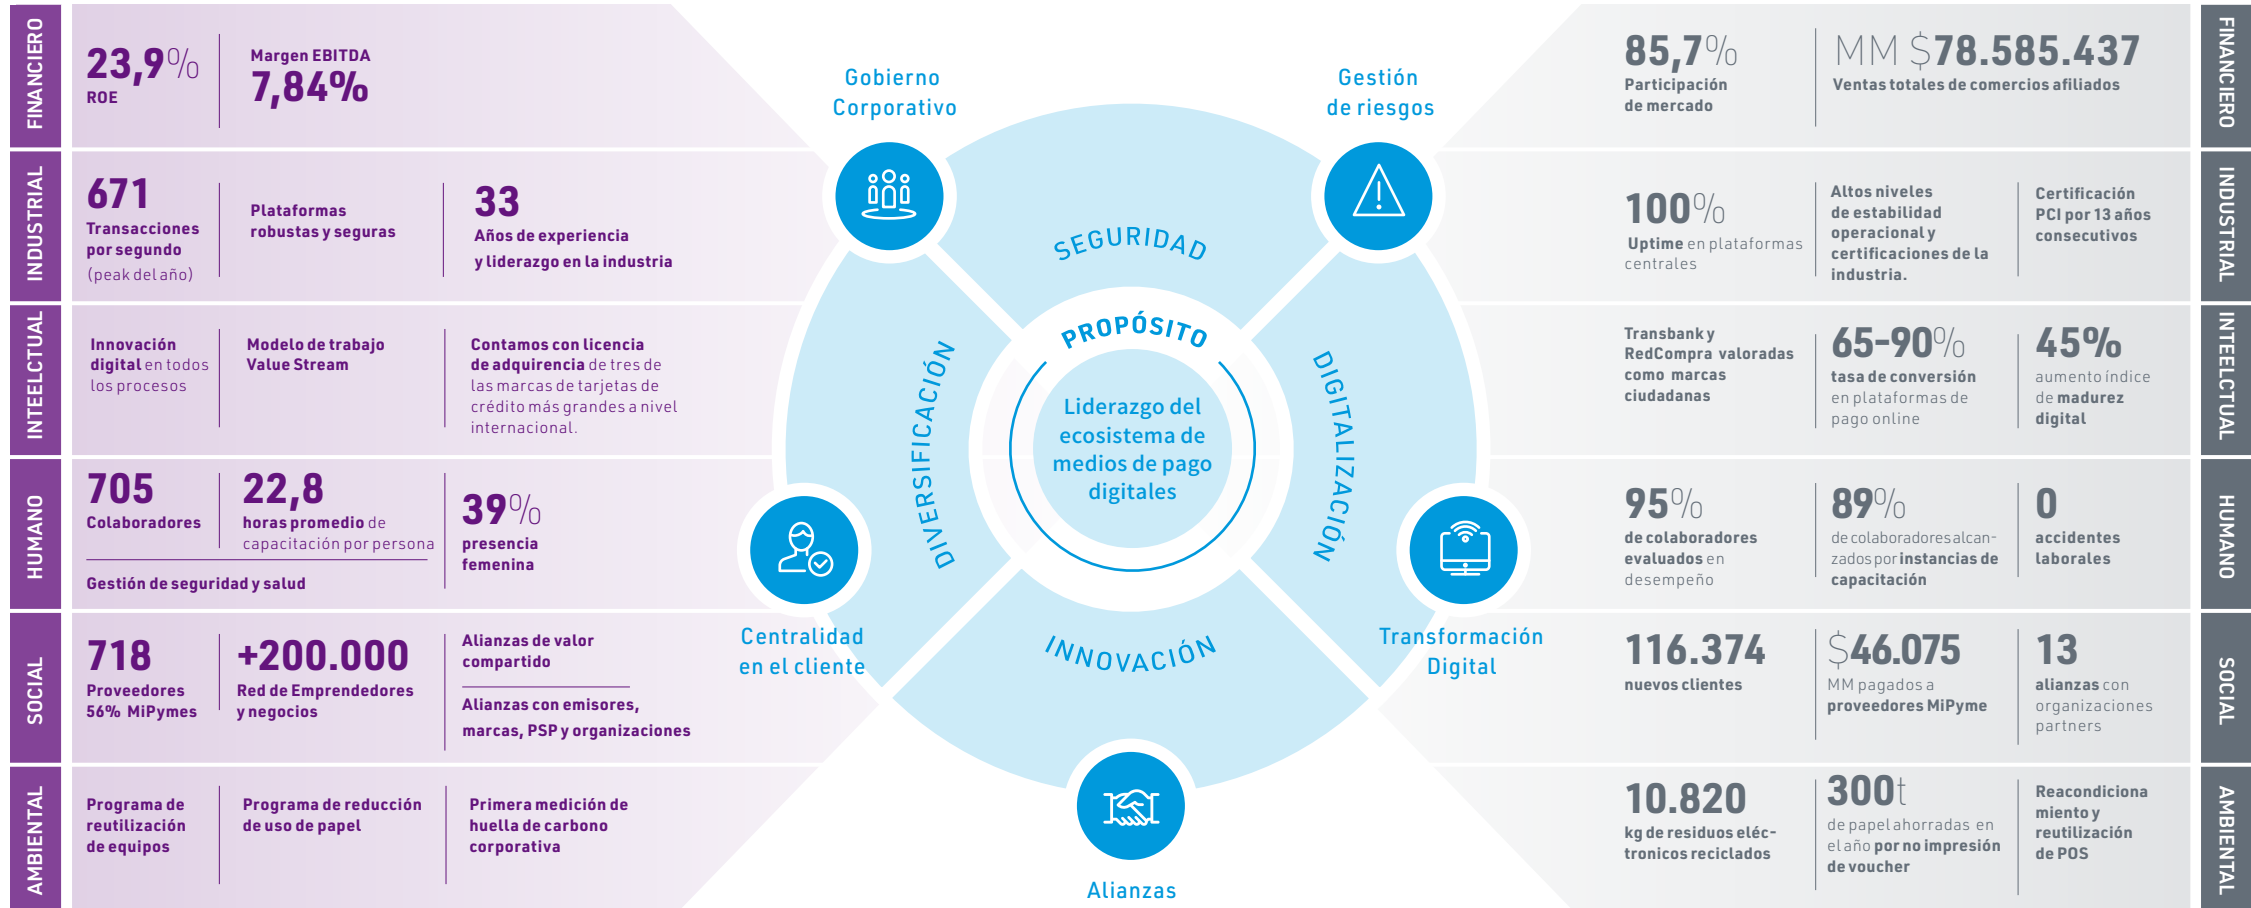 FINANCIERO
23,9%
ROE
Margen EBITDA
7,84%
INDUSTRIAL
671
Transacciones
por segundo
(peak del año)
Plataformas
robustas y seguras
33
Años de experiencia
y liderazgo en la industria
INTEELCTUAL
Innovación
digital en todos
los procesos
Modelo de trabajo
Value Stream
Contamos con licencia
de adquirencia de tres de
las marcas de tarjetas de
crédito más grandes a nivel
internacional.
HUMANO
705
Colaboradores
22,8
horas promedio de
capacitación por persona
Gestión de seguridad y salud
39%
presencia
femenina
SOCIAL
718
Proveedores
56% MiPymes
+200.000
Red de Emprendedores
y negocios
Alianzas de valor
compartido
Alianzas con emisores,
marcas, PSP y organizaciones
AMBIENTAL
Programa de
reutilización
de equipos
Programa de reducción
de uso de papel
Primera medición de
huella de carbono
corporativa
Gobierno
Corporativo
Gestión
de riesgos
SEGURIDAD
DIVERSIFICACIÓN
PROPÓSITO
Liderazgo del
ecosistema de
medios de pago
digitales
DIGITALIZACIÓN
INNOVACIÓN
Centralidad
en el cliente
Transformación
Digital
Alianzas
85,7%
Participación
de mercado
MM $78.585.437
Ventas totales de comercios afiliados
FINANCIERO
100%
Uptime en plataformas
centrales
Altos niveles
de estabilidad
operacional y
certificaciones de la
industria.
Certificación
PCI por 13 años
consecutivos
INDUSTRIAL
Transbank y
RedCompra valoradas
como marcas
ciudadanas
65-90%
tasa de conversión
en plataformas de
pago online
45%
aumento índice
de madurez
digital
INTEELCTUAL
95%
de colaboradores
evaluados en
desempeño
89%
de colaboradores alcan-
zados por instancias de
capacitación
0
accidentes
laborales
HUMANO
116.374
nuevos clientes
$46.075
MM pagados a
proveedores MiPyme
13
alianzas con
organizaciones
partners
SOCIAL
10.820
kg de residuos eléc-
tronicos reciclados
300t
de papel ahorradas en
el año por no impresión
de voucher
Reacondiciona
miento y
reutilización
de POS
AMBIENTAL